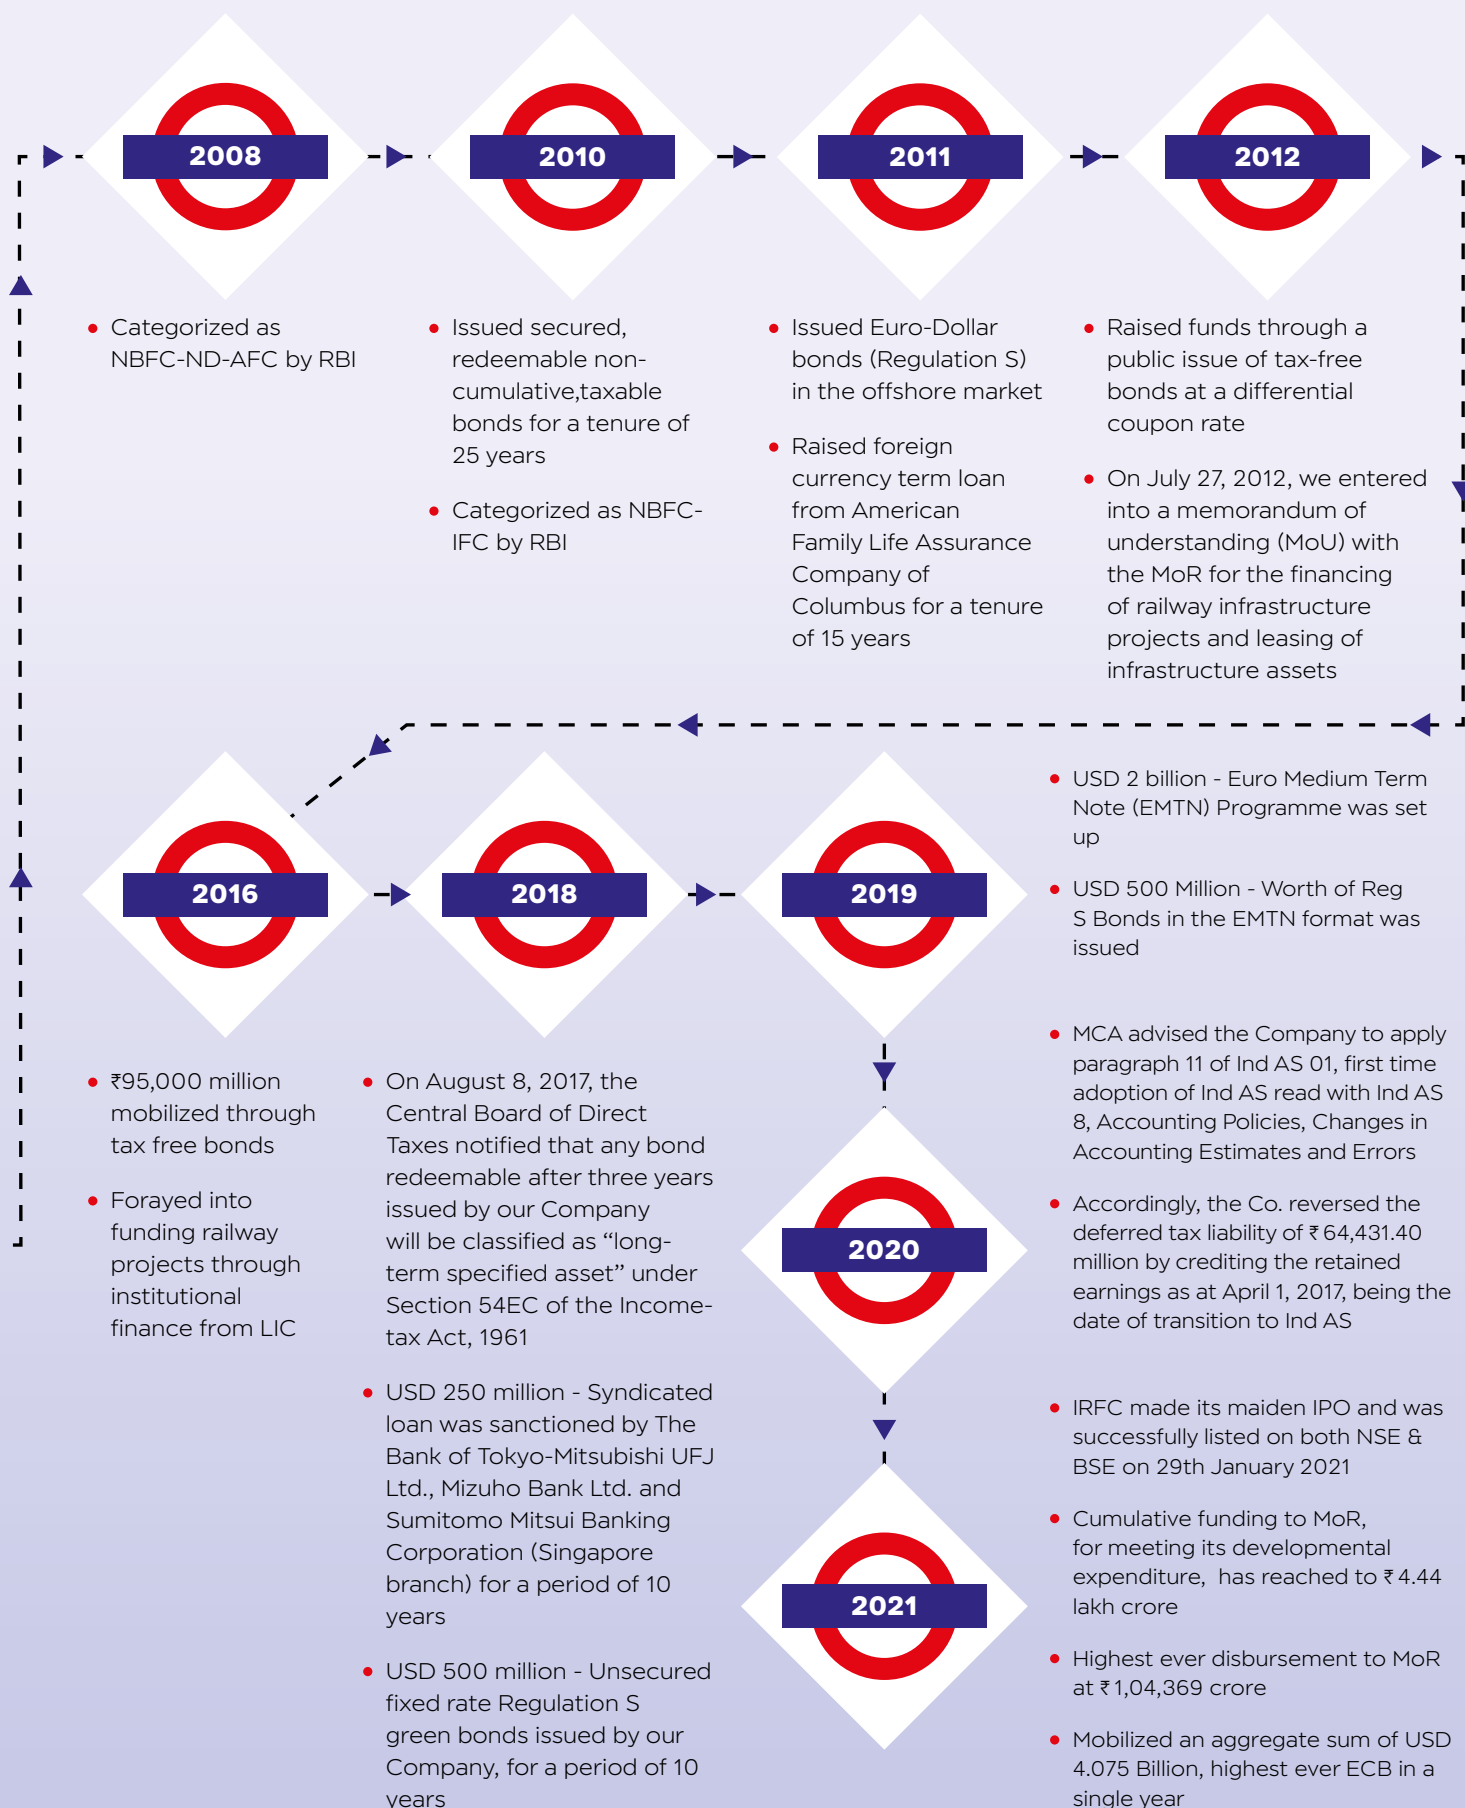 2008
2010
2011
2012
• Categorized as
NBFC-ND-AFC by RBI
• Issued secured,
redeemable non-
cumulative,taxable
bonds for a tenure of
25 years
• Categorized as NBFC-
IFC by RBI
• Issued Euro-Dollar
bonds (Regulation S)
in the offshore market
• Raised foreign
currency term loan
from American
Family Life Assurance
Company of
Columbus for a tenure
of 15 years
• Raised funds through a
public issue of tax-free
bonds at a differential
coupon rate
• On July 27, 2012, we entered
into a memorandum of
understanding (MoU) with
the MoR for the financing
of railway infrastructure
projects and leasing of
infrastructure assets
2016
2018
2019
• ₹95,000 million
mobilized through
tax free bonds
• Forayed into
funding railway
projects through
institutional
finance from LIC
• On August 8, 2017, the
Central Board of Direct
Taxes notified that any bond
redeemable after three years
issued by our Company
will be classified as “long-
term specified asset” under
Section 54EC of the Income-
tax Act, 1961
• USD 250 million - Syndicated
loan was sanctioned by The
Bank of Tokyo-Mitsubishi UFJ
Ltd., Mizuho Bank Ltd. and
Sumitomo Mitsui Banking
Corporation (Singapore
branch) for a period of 10
years
• USD 500 million - Unsecured
fixed rate Regulation S
green bonds issued by our
Company, for a period of 10
years
• USD 2 billion - Euro Medium Term
Note (EMTN) Programme was set
up
• USD 500 Million - Worth of Reg
S Bonds in the EMTN format was
issued
2020
• MCA advised the Company to apply
paragraph 11 of Ind AS 01, first time
adoption of Ind AS read with Ind AS
8, Accounting Policies, Changes in
Accounting Estimates and Errors
• Accordingly, the Co. reversed the
deferred tax liability of ₹64,431.40
million by crediting the retained
earnings as at April 1, 2017, being the
date of transition to Ind AS
2021
• IRFC made its maiden IPO and was
successfully listed on both NSE &
BSE on 29th January 2021
• Cumulative funding to MoR,
for meeting its developmental
expenditure, has reached to ₹4.44
lakh crore
• Highest ever disbursement to MoR
at ₹1,04,369 crore
• Mobilized an aggregate sum of USD
4.075 Billion, highest ever ECB in a
single year